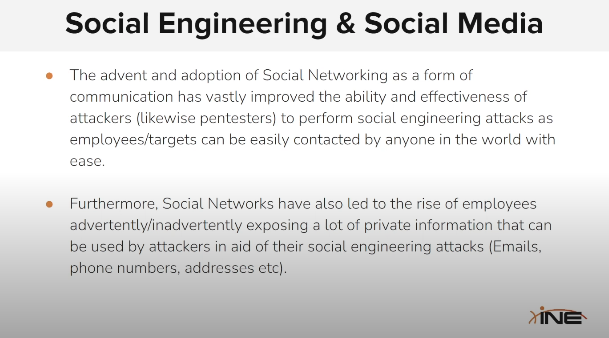 Social Engineering & Social Media
● The advent and adoption of Social Networking as a form of
communication has vastly improved the ability and effectiveness of
attackers (likewise pentesters) to perform social engineering attacks as
employees/targets can be easily contacted by anyone in the world with
ease.
● Furthermore, Social Networks have also led to the rise of employees
advertently/inadvertently exposing a lot of private information that can
be used by attackers in aid of their social engineering attacks (Emails,
phone numbers, addresses etc).
INE